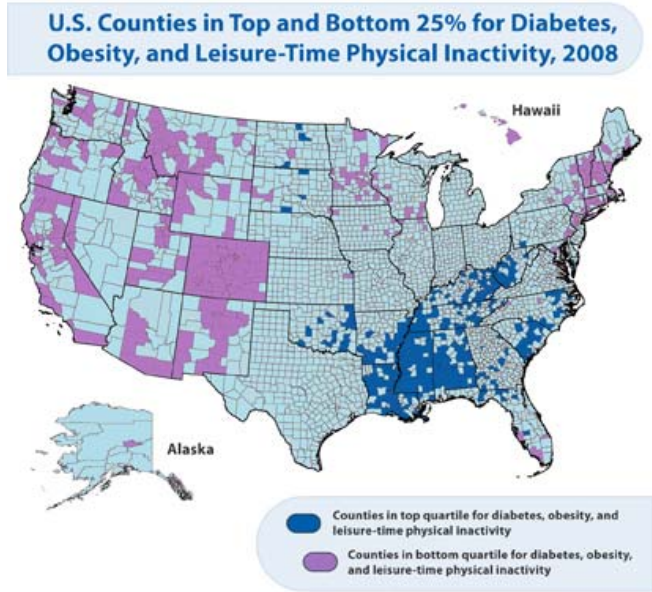 U.S. Counties in Top and Bottom 25% for Diabetes,
Obesity, and Leisure-Time Physical Inactivity, 2008
Hawaii
Alaska
Counties in top quartile for diabetes, obesity, and
leisure-time physical inactivity
Counties in bottom quartile for diabetes, obesity,
and leisure-time physical inactivity